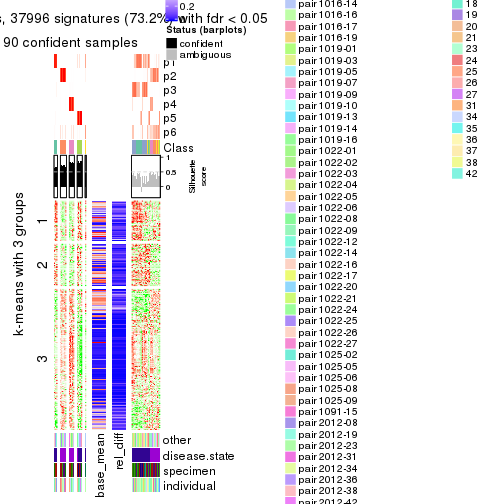 , 37996 signatures (73.2%) with fdr < 0.05
90 confident samples
0.2
0
Status (barplots)
confident
ambiguous
p1
p2
p3
p4
p5
p6
Class
1
0.5
0
Silhouette
score
k-means with 3 groups
1
2
3
other
disease.state
specimen
individual
base_mean
rel_diff
pair1016-14
pair1016-16
pair1016-17
pair1016-19
pair1019-01
pair1019-03
pair1019-05
pair1019-07
pair1019-09
pair1019-10
pair1019-13
pair1019-14
pair1019-16
pair1022-01
pair1022-02
pair1022-03
pair1022-04
pair1022-05
pair1022-06
pair1022-08
pair1022-09
pair1022-12
pair1022-14
pair1022-16
pair1022-17
pair1022-20
pair1022-21
pair1022-24
pair1022-25
pair1022-26
pair1022-27
pair1025-02
pair1025-05
pair1025-06
pair1025-08
pair1025-09
pair1091-15
pair2012-08
pair2012-19
pair2012-23
pair2012-31
pair2012-34
pair2012-36
pair2012-38
pair2012-42
18
19
20
21
24
25
26
27
31
34
35
36
37
38
42